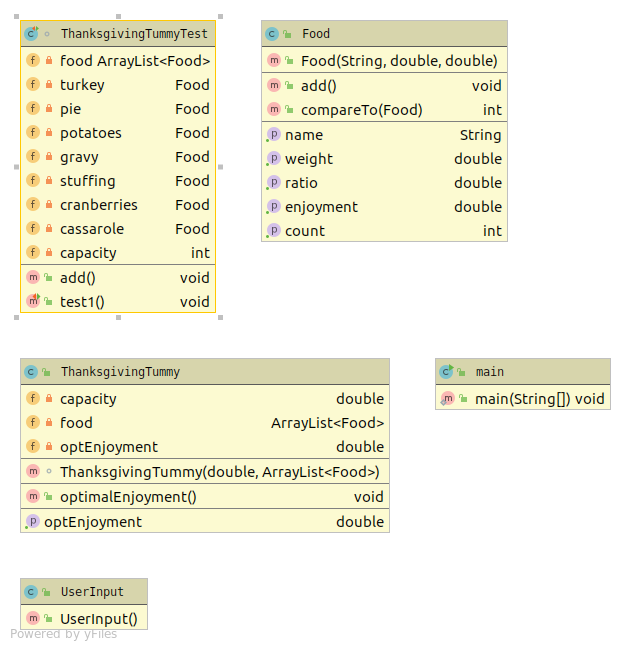 ThanksgivingTummyTest
food ArrayList<Food>
turkey Food
pie Food
potatoes Food
gravy Food
stuffing Food
cranberries Food
cassarole Food
capacity int
add() void
test1() void
Food
Food(String, double, double)
add() void
compareTo(Food) int
name String
weight double
ratio double
enjoyment double
count int
ThanksgivingTummy
capacity double
food ArrayList<Food>
optEnjoyment double
ThanksgivingTummy(double, ArrayList<Food>)
optimalEnjoyment() void
optEnjoyment double
main
main(String[]) void
UserInput
UserInput()
Powered by yFiles